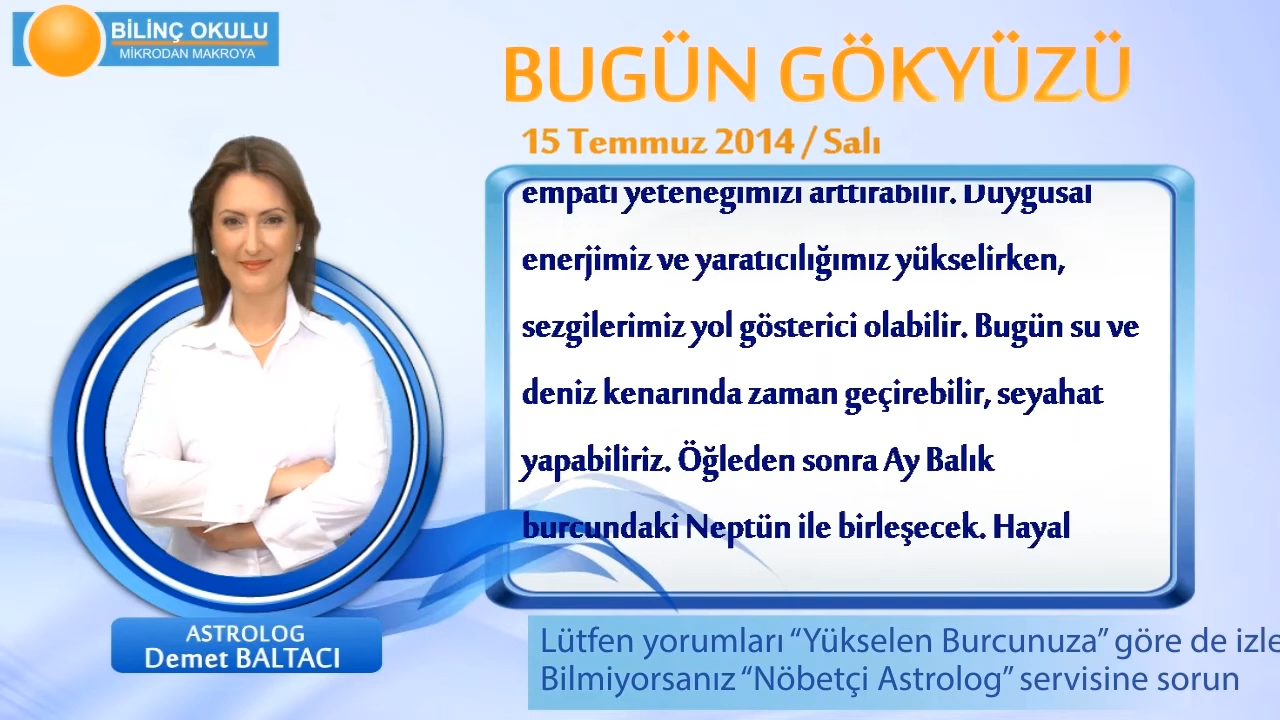 BİLİNÇ OKULU
MİKRODAN MAKROYA
BUGÜN GÖKYÜZÜ
15 Temmuz 2014 / Salı
empati yeteneğimizi arttırabilir. Duygusal
enerjimiz ve yaratıcılığımız yükselirken,
sezgilerimiz yol gösterici olabilir. Bugün su ve
deniz kenarında zaman geçirebilir, seyahat
yapabiliriz. Öğleden sonra Ay Balık
burcundaki Neptün ile birleşecek. Hayal
ASTROLOG
Demet BALTACI
Lütfen yorumları “Yükselen Burcunuza” göre de izle
Bilmiyorsanız “Nöbetçi Astrolog” servisine sorun